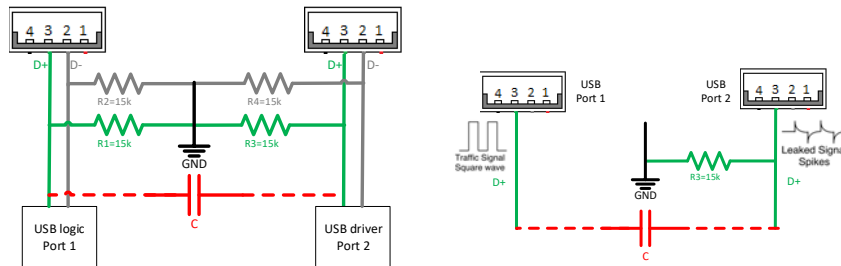 4 3 2 1
4 3 2 1
D+
D-
D+
D-
R2=15k
R4=15k
R1=15k
R3=15k
GND
C
USB logic
Port 1
USB driver
Port 2
4 3 2 1
USB
Port 1
USB
Port 2
4 3 2 1
Traffic Signal
Square wave
D+
Leaked Signal
Spikes
R3=15k
D+
GND
C